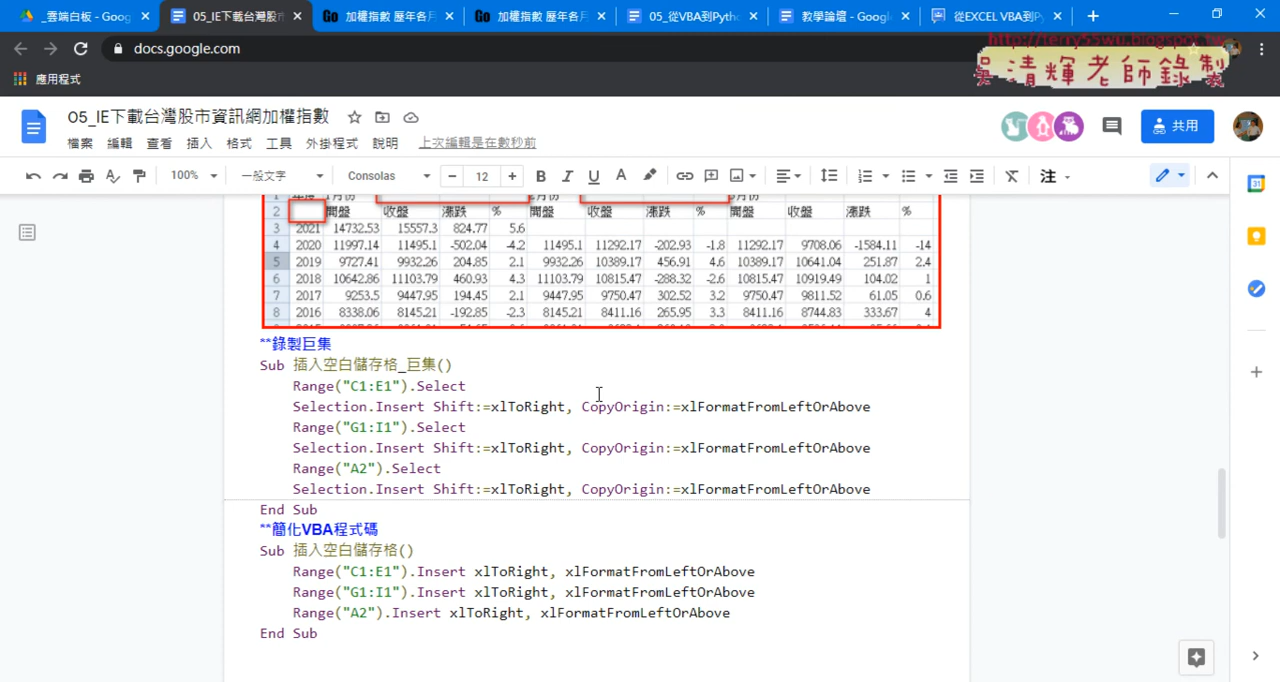 _雲端白板 - Goog
05_IE下載台灣股市
加權指數 歷年各月
加權指數 歷年各月
05_從VBA到Pyth
教學論壇 - Googl
從EXCEL VBA到Py
docs.google.com
http://terry55wu.blogspot.tw
吳清輝老師錄製
應用程式
05_IE下載台灣股市資訊網加權指數
檔案 編輯 查看 插入 格式 工具 外掛程式 說明 上次編輯是在數秒前
共用
100% 一般文字 Consolas 12 B I U A 注
2 開盤 收盤 漲跌 % 開盤 收盤 漲跌 % 開盤 收盤 漲跌 %
3 2021 14732.53 15557.3 824.77 5.6
4 2020 11997.14 11495.1 -502.04 -4.2 11495.1 11292.17 -202.93 -1.8 11292.17 9708.06 -1584.11 -14
5 2019 9727.41 9932.26 204.85 2.1 9932.26 10389.17 456.91 4.6 10389.17 10641.04 251.87 2.4
6 2018 10642.86 11103.79 460.93 4.3 11103.79 10815.47 -288.32 -2.6 10815.47 10919.49 104.02 1
7 2017 9253.5 9447.95 194.45 2.1 9447.95 9750.47 302.52 3.2 9750.47 9811.52 61.05 0.6
8 2016 8338.06 8145.21 -192.85 -2.3 8145.21 8411.16 265.95 3.3 8411.16 8744.83 333.67 4
**錄製巨集
Sub 插入空白儲存格_巨集()
Range("C1:E1").Select
Selection.Insert Shift:=xlToRight, CopyOrigin:=xlFormatFromLeftOrAbove
Range("G1:I1").Select
Selection.Insert Shift:=xlToRight, CopyOrigin:=xlFormatFromLeftOrAbove
Range("A2").Select
Selection.Insert Shift:=xlToRight, CopyOrigin:=xlFormatFromLeftOrAbove
End Sub
**簡化VBA程式碼
Sub 插入空白儲存格()
Range("C1:E1").Insert xlToRight, xlFormatFromLeftOrAbove
Range("G1:I1").Insert xlToRight, xlFormatFromLeftOrAbove
Range("A2").Insert xlToRight, xlFormatFromLeftOrAbove
End Sub